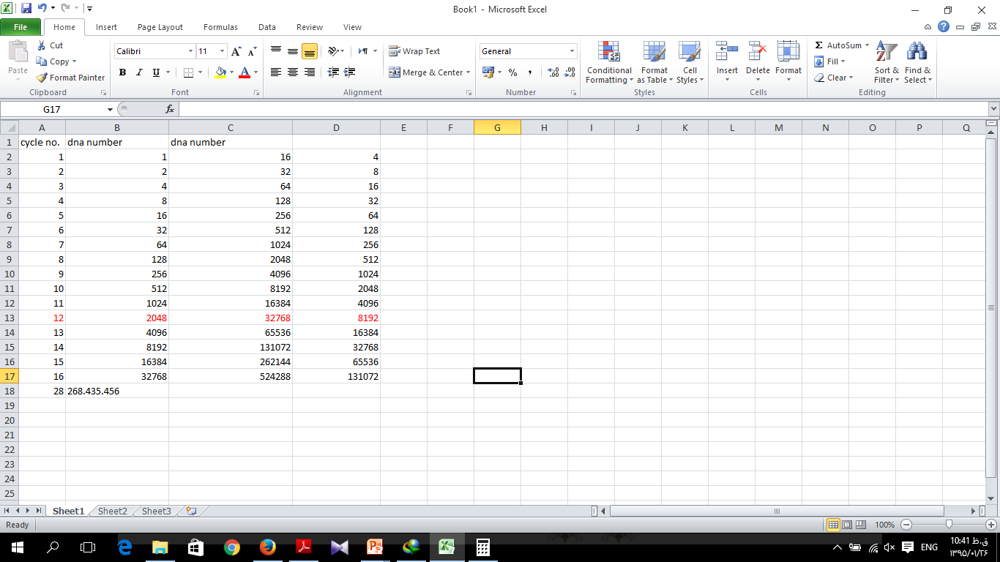 Book1 - Microsoft Excel
File Home Insert Page Layout Formulas Data Review View
Paste Cut Copy Format Painter Clipboard
Calibri 11 B I U Font
Wrap Text Merge & Center Alignment
General % , Number
Conditional Formatting Format as Table Cell Styles Styles
Insert Delete Format Cells
Σ AutoSum Fill Clear Sort & Filter Find & Select Editing
G17 fx
A B C D E F G H I J K L M N O P Q
1 cycle no. dna number dna number
2 1 1 16 4
3 2 2 32 8
4 3 4 64 16
5 4 8 128 32
6 5 16 256 64
7 6 32 512 128
8 7 64 1024 256
9 8 128 2048 512
10 9 256 4096 1024
11 10 512 8192 2048
12 11 1024 16384 4096
13 12 2048 32768 8192
14 13 4096 65536 16384
15 14 8192 131072 32768
16 15 16384 262144 65536
17 16 32768 524288 131072
18 28 268.435.456
19
20
21
22
23
24
25
Sheet1 Sheet2 Sheet3
Ready 100%
ENG 10:41 ق.ظ
۱۳۹۵/۰۱/۲۶